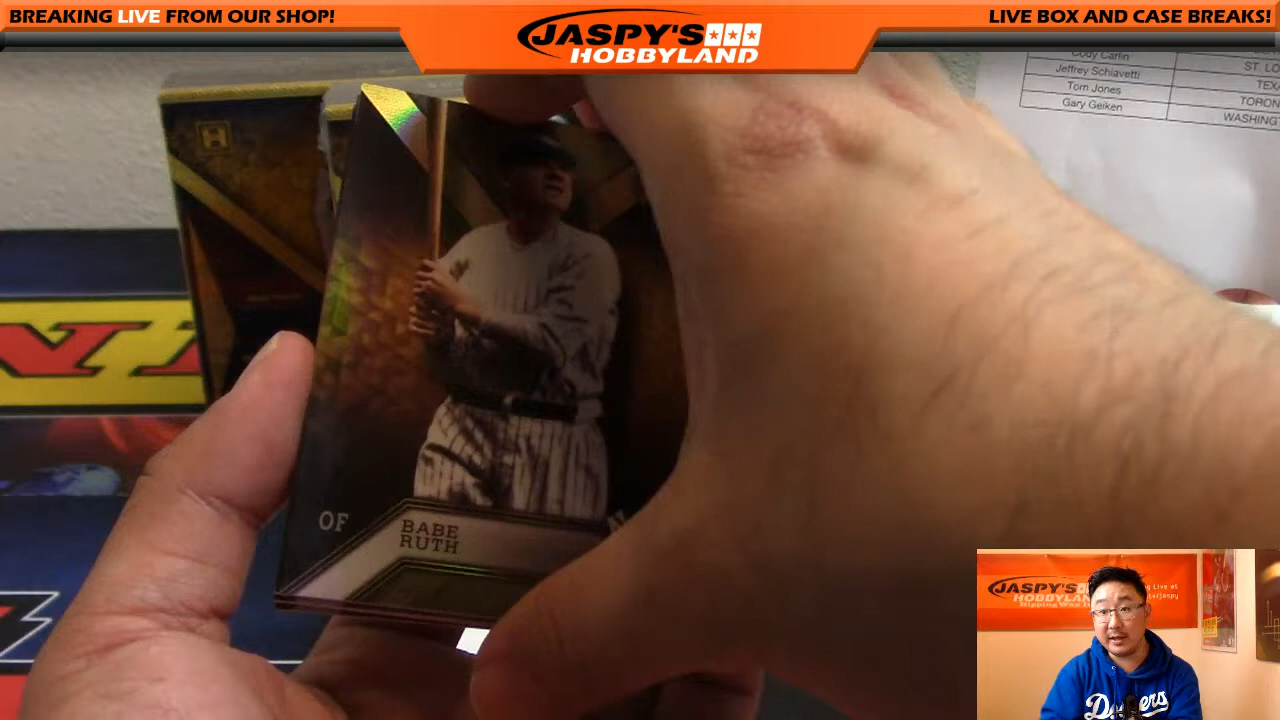 BREAKING LIVE FROM OUR SHOP!
JASPY'S
HOBBYLAND
LIVE BOX AND CASE BREAKS!
Cody Carlin
ST. LO
Jeffrey Schiavetti
TEXA
Tom Jones
TORON
Gary Geiken
WASHING
OF
BABE
RUTH
N
JASPY'S
HOBBYLAND
Dodgers